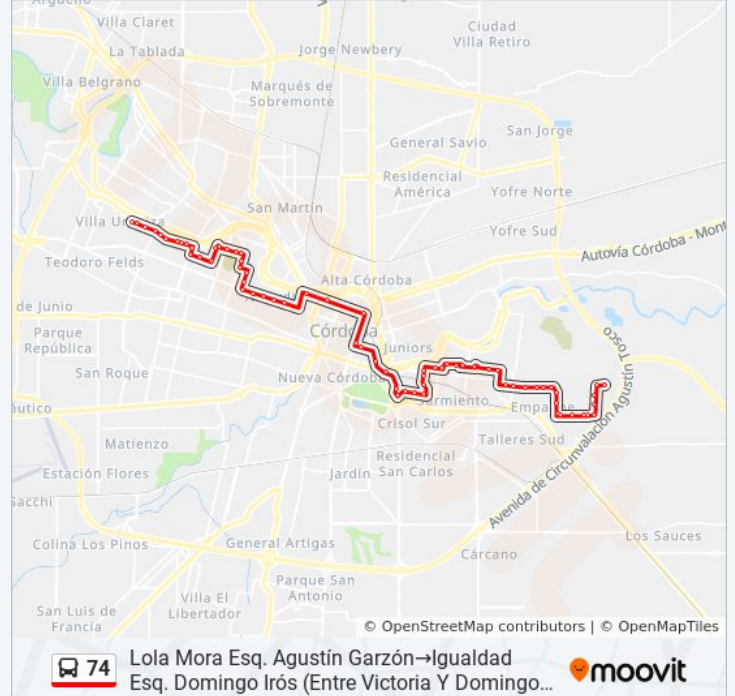 Argüello
Villa Claret
Ciudad
Villa Retiro
La Tablada
Jorge Newbery
Villa Belgrano
Marqués de
Sobremonte
General Savio
San Jorge
Residencial
América
Yofre Norte
San Martín
Villa Urquiza
Yofre Sud
Autovía Córdoba - Mont
Teodoro Felds
Alta Córdoba
de Junio
Córdoba
Parque
República
Juniors
San Roque
Nueva Córdoba
Avenida de Circunvalación Agustín Tosco
Sarmiento
Empalme
áutico
Crisol Sur
Matienzo
Talleres Sud
Residencial
San Carlos
Estación Flores
Jardín
Sacchi
Los Sauces
Colina Los Pinos
General Artigas
Cárcano
Parque San
Antonio
Villa El
Libertador
San Luis de
Francia
© OpenStreetMap contributors | © OpenMapTiles
74
Lola Mora Esq. Agustín Garzón→Igualdad
Esq. Domingo Irós (Entre Victoria Y Domingo...
moovit